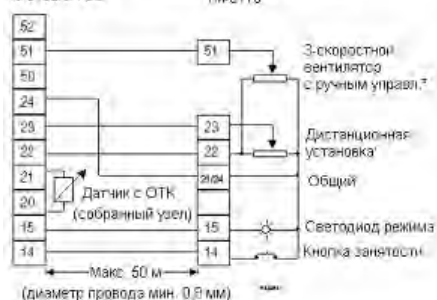 52
51
51
3-скоростной
вентилятор
с ручным управл.*
50
24
23
23
Дистанционная
установка
22
22
21
21/24
Общий
Датчик с ОТК
(собранный узел)
20
15
15
Светодиод режима
14
14
Кнопка занятости
Макс. 50 м
(диаметр провода мин. 0,8 мм)